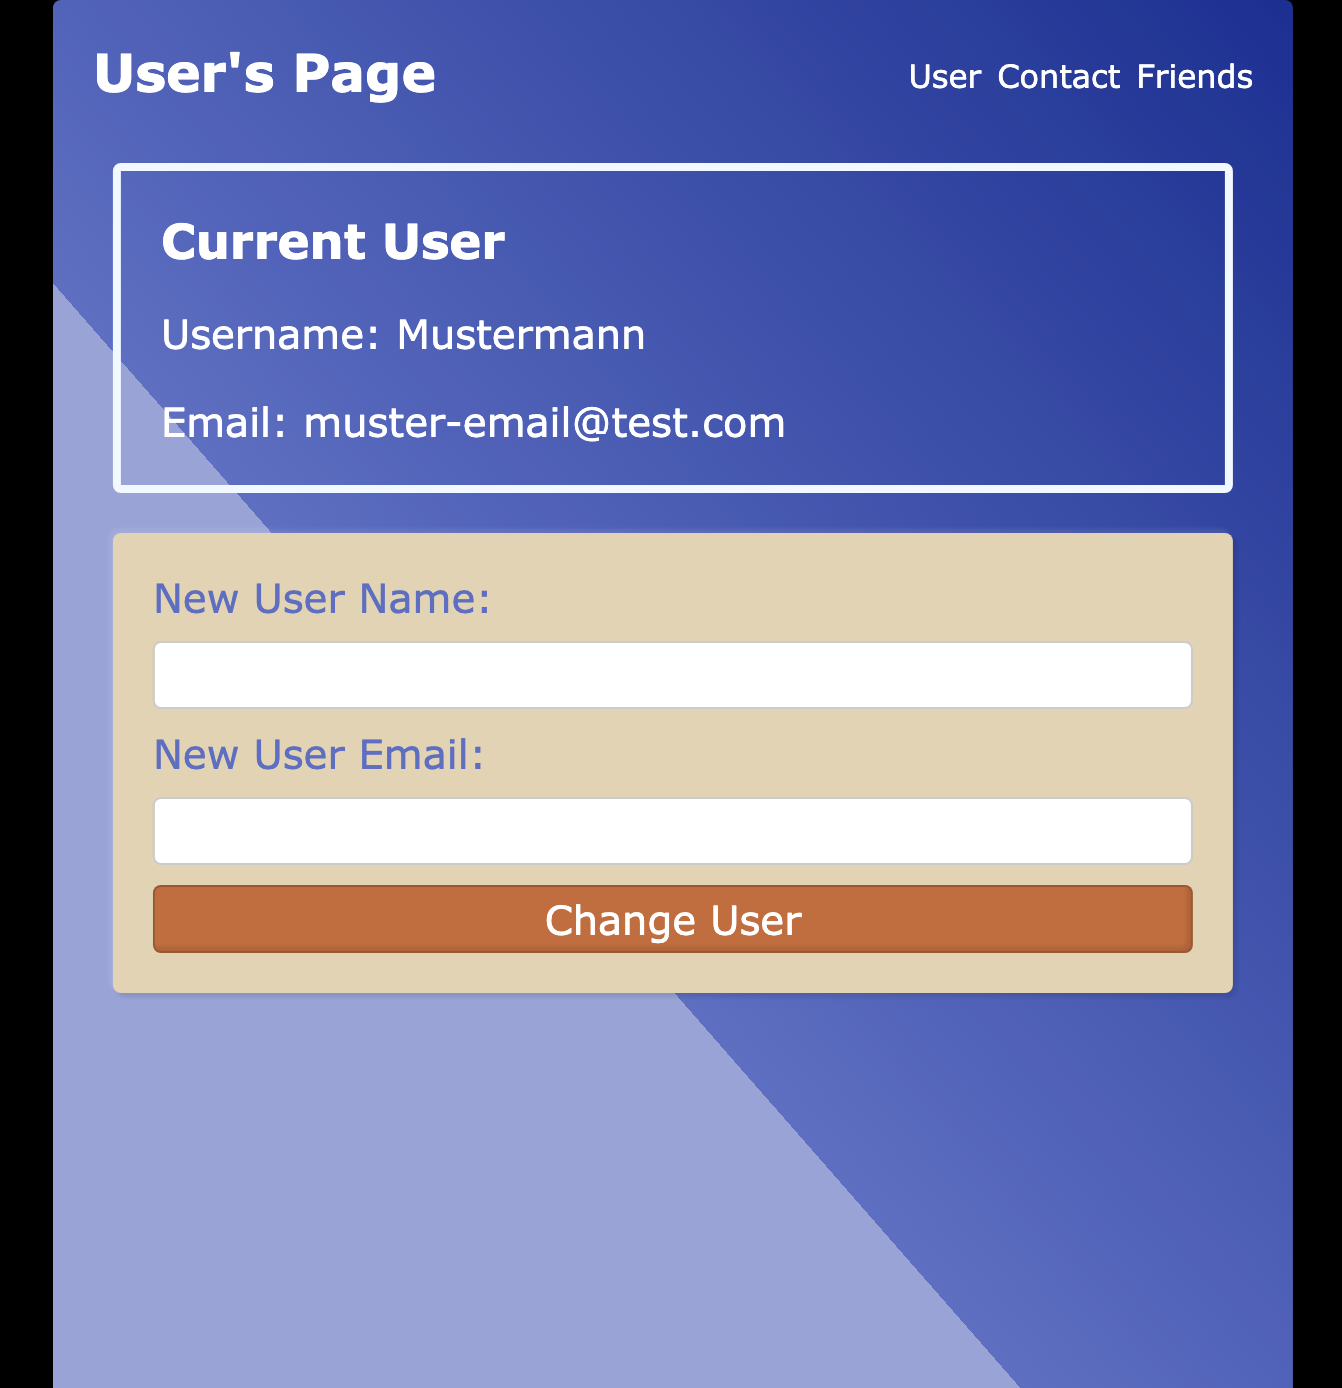 User's Page
User Contact Friends
Current User
Username: Mustermann
Email: muster-email@test.com
New User Name:
New User Email:
Change User